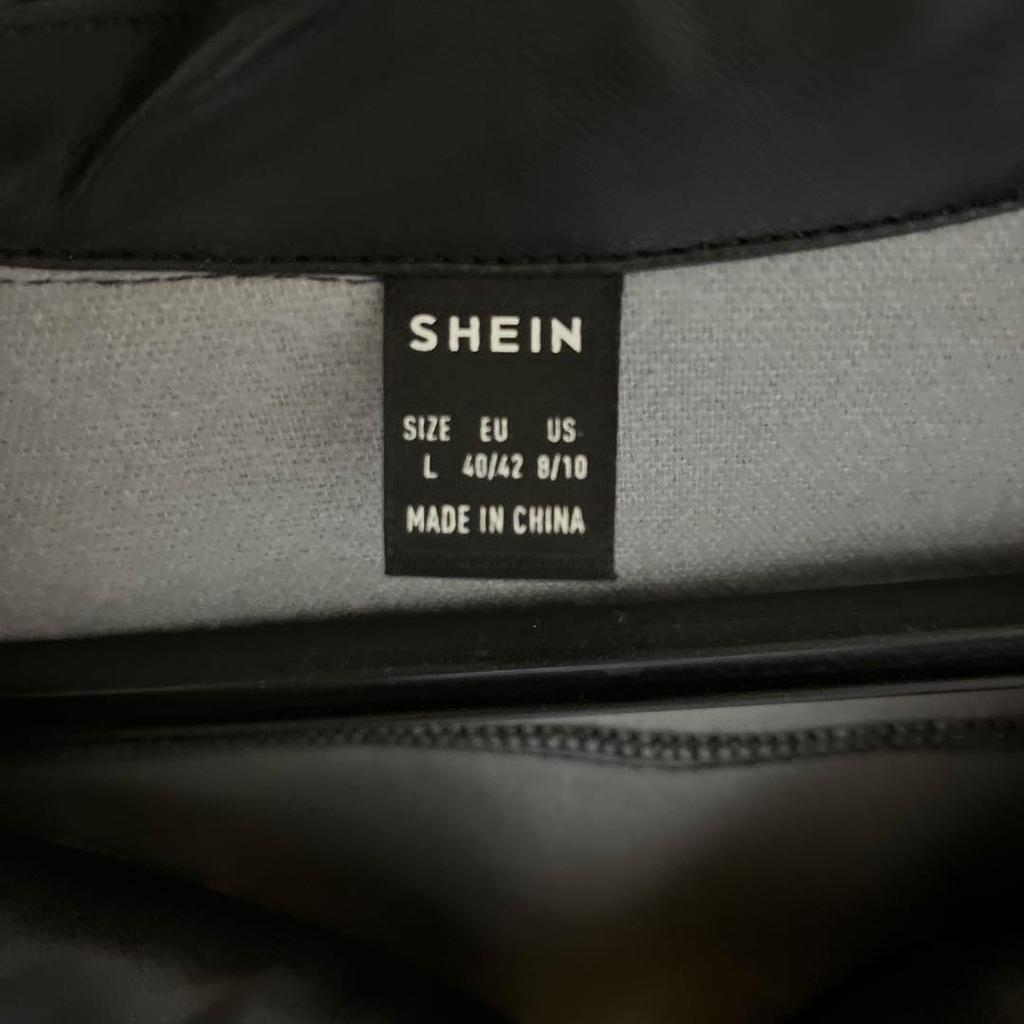 SHEIN
SIZE EU US
L 40/42 8/10
MADE IN CHINA